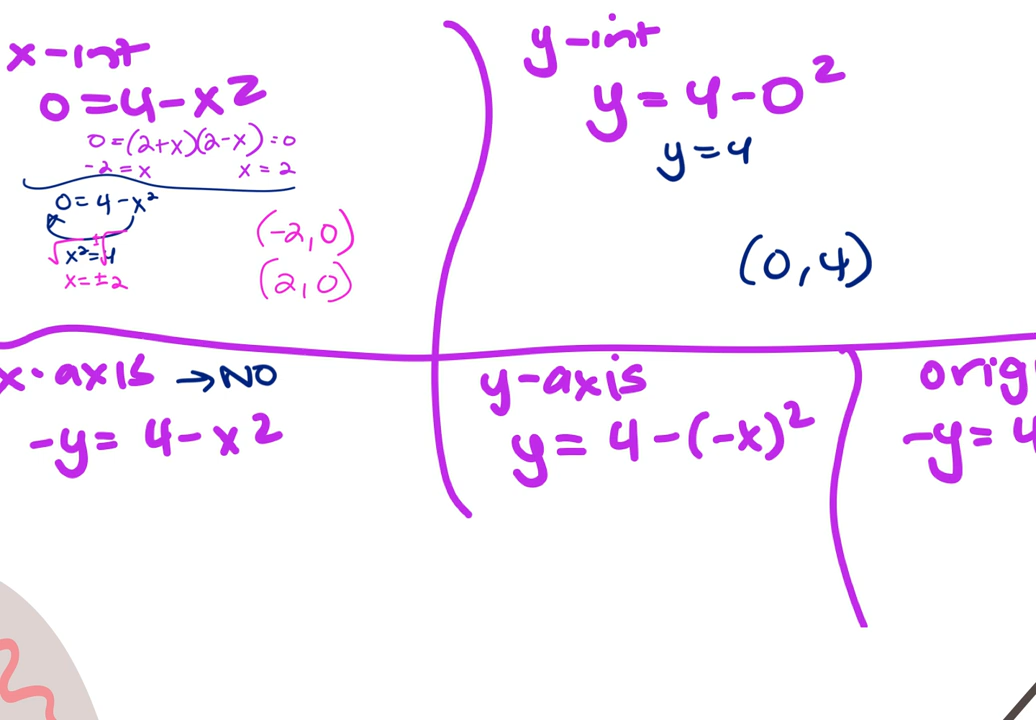 x-int
0 = 4 - x²
0 = (2+x)(2-x) = 0
-2 = x x = 2
0 = 4 - x²
√x² = ±√4
x = ±2
(-2,0)
(2,0)
y-int
y = 4 - 0²
y = 4
(0,4)
x-axis → NO
-y = 4 - x²
y-axis
y = 4 - (-x)²
orig
-y = 4